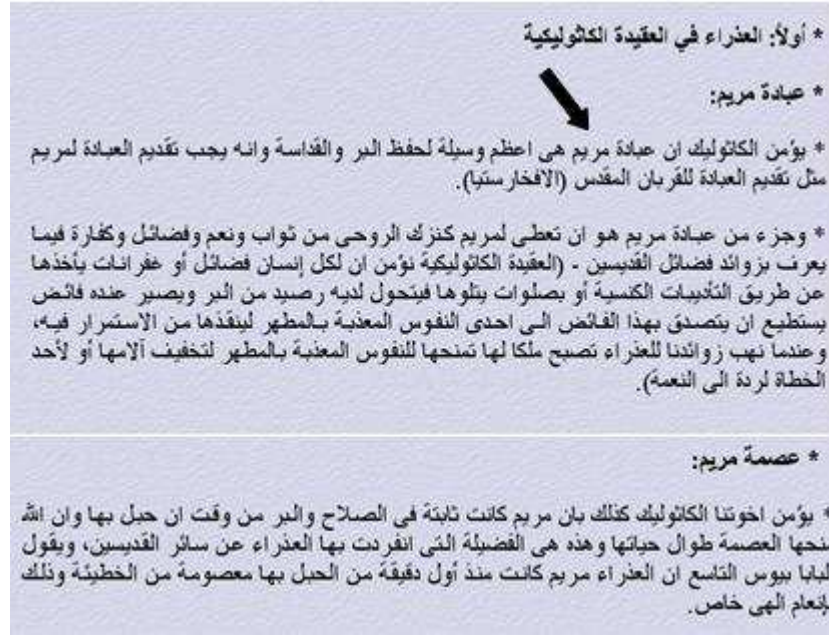 * أولاً: العذراء في العقيدة الكاثوليكية
* عبادة مريم:
* يؤمن الكاثوليك ان عبادة مريم هى اعظم وسيلة لحفظ البر والقداسة وانه يجب تقديم العبادة لمريم
مثل تقديم العبادة للقربان المقدس (الافخارستيا).
* وجزء من عبادة مريم هو ان تعطى لمريم كنزك الروحى من ثواب ونعم وفضائل وكفارة فيما
يعرف بزوائد فضائل القديسين - (العقيدة الكاثوليكية نؤمن ان لكل إنسان فضائل أو غفرانات يأخذها
عن طريق التأديبات الكنسية أو بصلوات يتلوها فيتحول لديه رصيد من البر ويصير عنده فائض
يستطيع ان يتصدق بهذا الفائض الى احدى النفوس المعذبة بالمطهر لينقذها من الاستمرار فيه،
وعندما نهب زوائدنا للعذراء تصبح ملكا لها تمنحها للنفوس المعذبة بالمطهر لتخفيف آلامها أو لأحد
الخطاة لردة الى النعمة).
* عصمة مريم:
* يؤمن اخوتنا الكاثوليك كذلك بان مريم كانت ثابتة فى الصلاح والبر من وقت ان حبل بها وان الله
منحها العصمة طوال حياتها وهذه هى الفضيلة التى انفردت بها العذراء عن سائر القديسين، ويقول
لبابا بيوس التاسع ان العذراء مريم كانت منذ أول دقيقة من الحبل بها معصومة من الخطيئة وذلك
بإنعام الهى خاص.